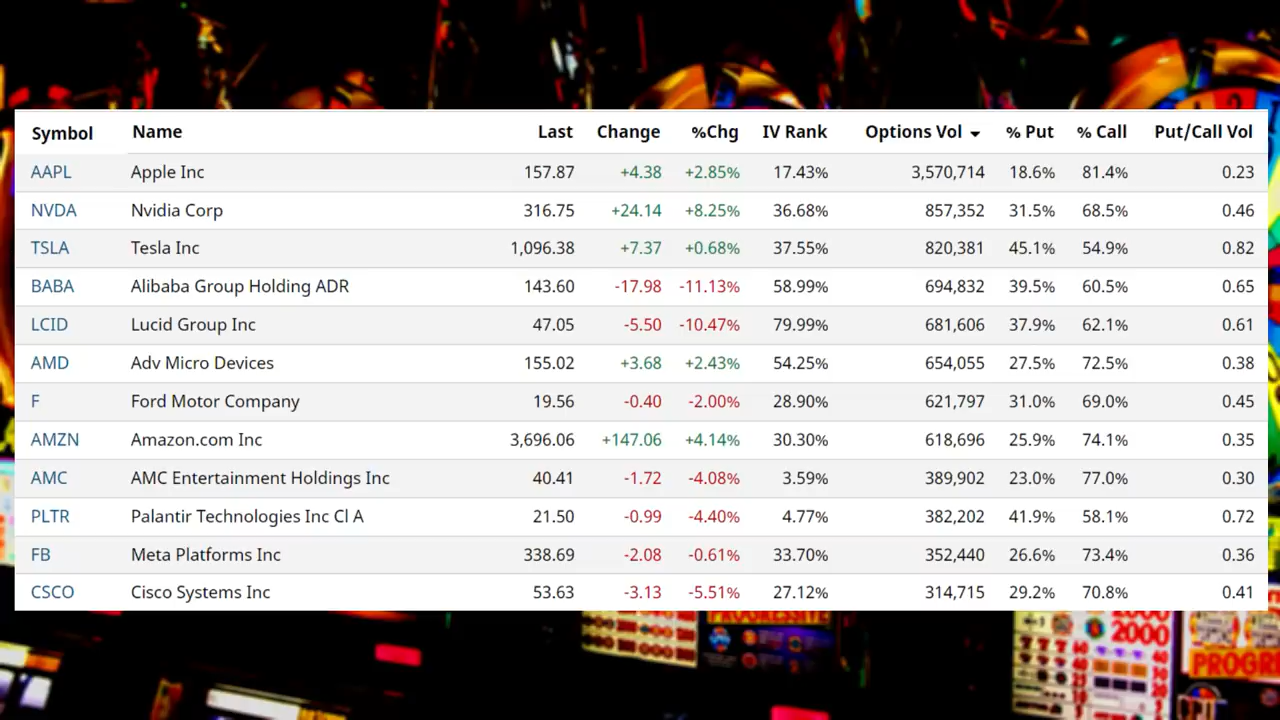 Symbol Name Last Change %Chg IV Rank Options Vol % Put % Call Put/Call Vol
AAPL Apple Inc 157.87 +4.38 +2.85% 17.43% 3,570,714 18.6% 81.4% 0.23
NVDA Nvidia Corp 316.75 +24.14 +8.25% 36.68% 857,352 31.5% 68.5% 0.46
TSLA Tesla Inc 1,096.38 +7.37 +0.68% 37.55% 820,381 45.1% 54.9% 0.82
BABA Alibaba Group Holding ADR 143.60 -17.98 -11.13% 58.99% 694,832 39.5% 60.5% 0.65
LCID Lucid Group Inc 47.05 -5.50 -10.47% 79.99% 681,606 37.9% 62.1% 0.61
AMD Adv Micro Devices 155.02 +3.68 +2.43% 54.25% 654,055 27.5% 72.5% 0.38
F Ford Motor Company 19.56 -0.40 -2.00% 28.90% 621,797 31.0% 69.0% 0.45
AMZN Amazon.com Inc 3,696.06 +147.06 +4.14% 30.30% 618,696 25.9% 74.1% 0.35
AMC AMC Entertainment Holdings Inc 40.41 -1.72 -4.08% 3.59% 389,902 23.0% 77.0% 0.30
PLTR Palantir Technologies Inc Cl A 21.50 -0.99 -4.40% 4.77% 382,202 41.9% 58.1% 0.72
FB Meta Platforms Inc 338.69 -2.08 -0.61% 33.70% 352,440 26.6% 73.4% 0.36
CSCO Cisco Systems Inc 53.63 -3.13 -5.51% 27.12% 314,715 29.2% 70.8% 0.41
PROGRESSIVE
2000